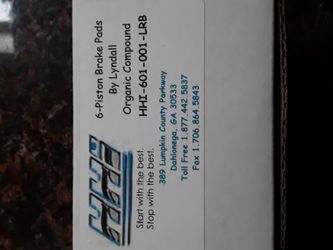 6-Piston Brake Pads
By Lyndall
Organic Compound
HHI-601-001-LRB
HHI
Start with the best.
Stop with the best.
389 Lumpkin County Parkway
Dahlonega, GA 30533
Toll Free 1.877.442.5837
Fax 1.706.864.5843